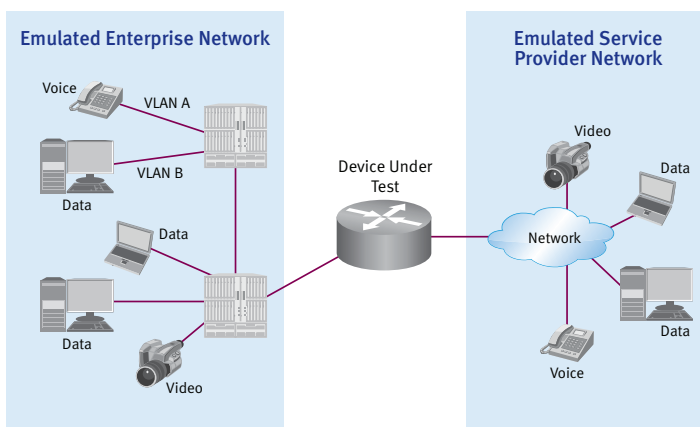 Emulated Enterprise Network
Voice
VLAN A
VLAN B
Data
Data
Data
Video
Device Under
Test
Emulated Service
Provider Network
Video
Data
Network
Data
Voice